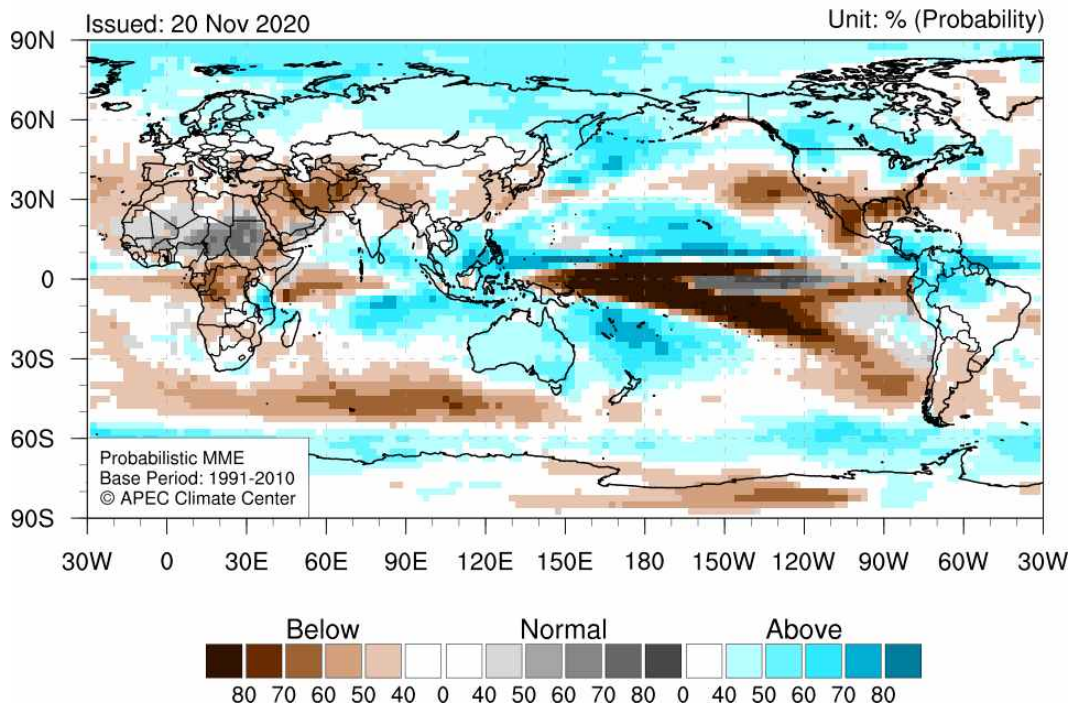 Issued: 20 Nov 2020
Unit: % (Probability)
90N
60N
30N
0
30S
60S
90S
Probabilistic MME
Base Period: 1991-2010
© APEC Climate Center
30W 0 30E 60E 90E 120E 150E 180 150W 120W 90W 60W 30W
Below Normal Above
80 70 60 50 40 0 40 50 60 70 80 0 40 50 60 70 80